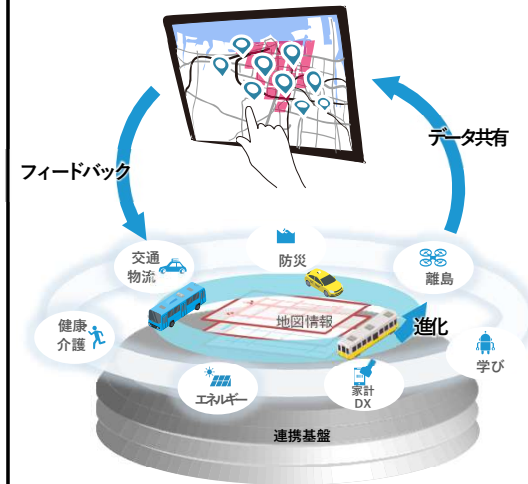 データ共有
フィードバック
交通
物流
防災
離島
健康
介護
地図情報
進化
学び
エネルギー
家計
DX
連携基盤